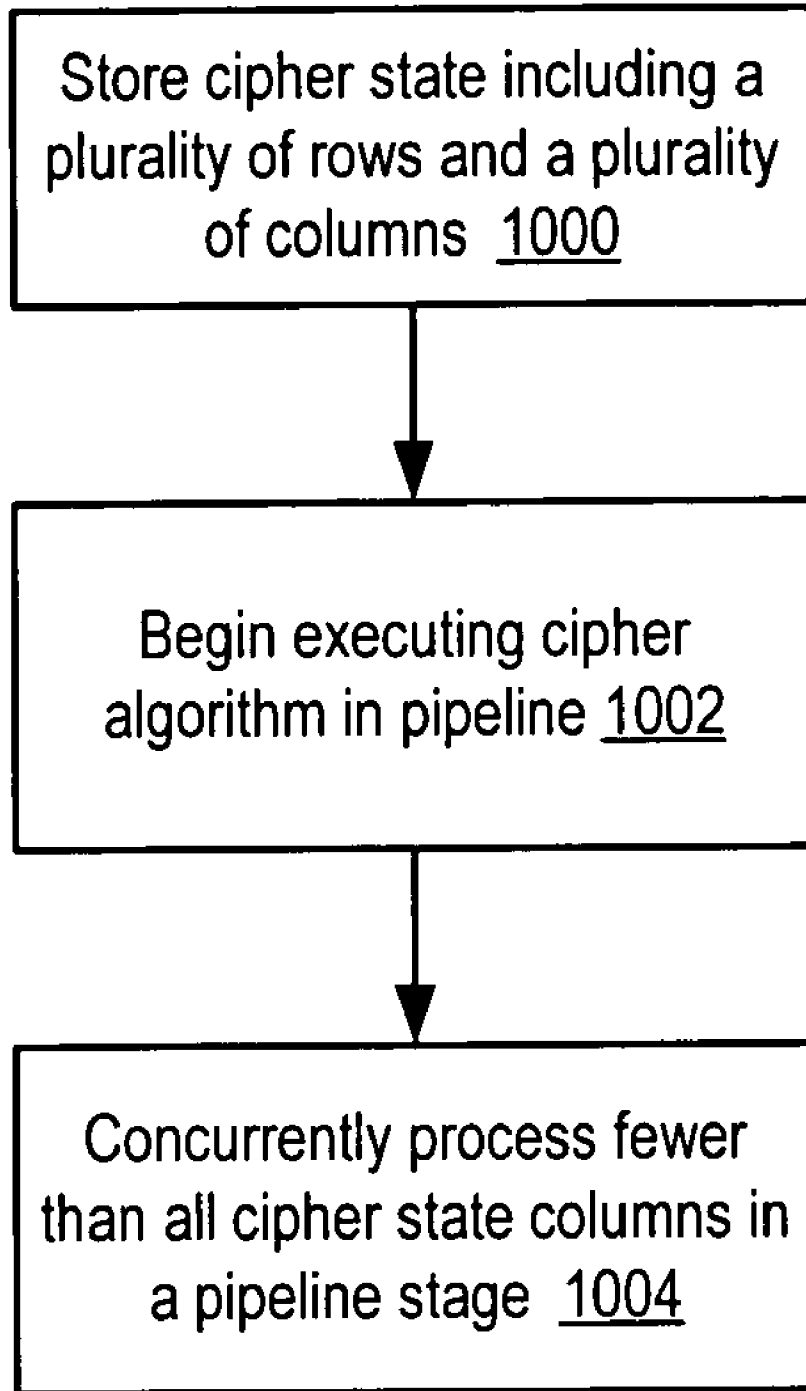 Store cipher state including a
plurality of rows and a plurality
of columns 1000
Begin executing cipher
algorithm in pipeline 1002
Concurrently process fewer
than all cipher state columns in
a pipeline stage 1004